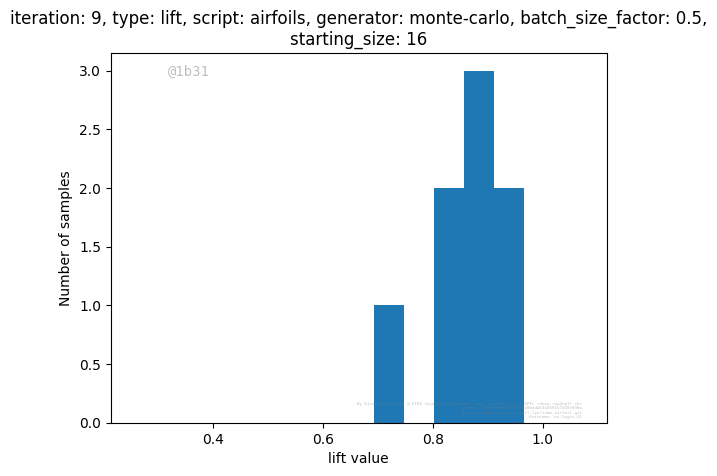 iteration: 9, type: lift, script: airfoils, generator: monte-carlo, batch_size_factor: 0.5,
starting_size: 16
@1b31
3.0
2.5
2.0
1.5
1.0
0.5
0.0
Number of samples
0.4 0.6 0.8 1.0
lift value